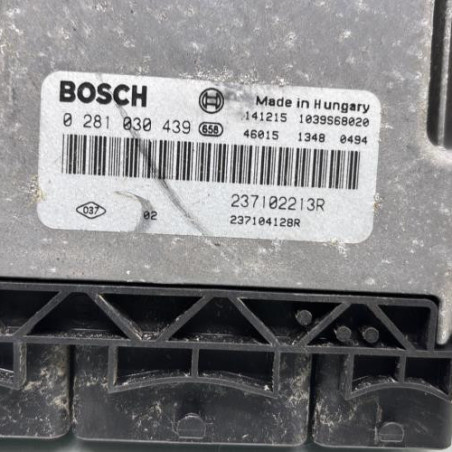 BOSCH
Made in Hungary
141215 1039S68020
0 281 030 439 658
46015 1348 0494
237102213R
D37 02
237104128R